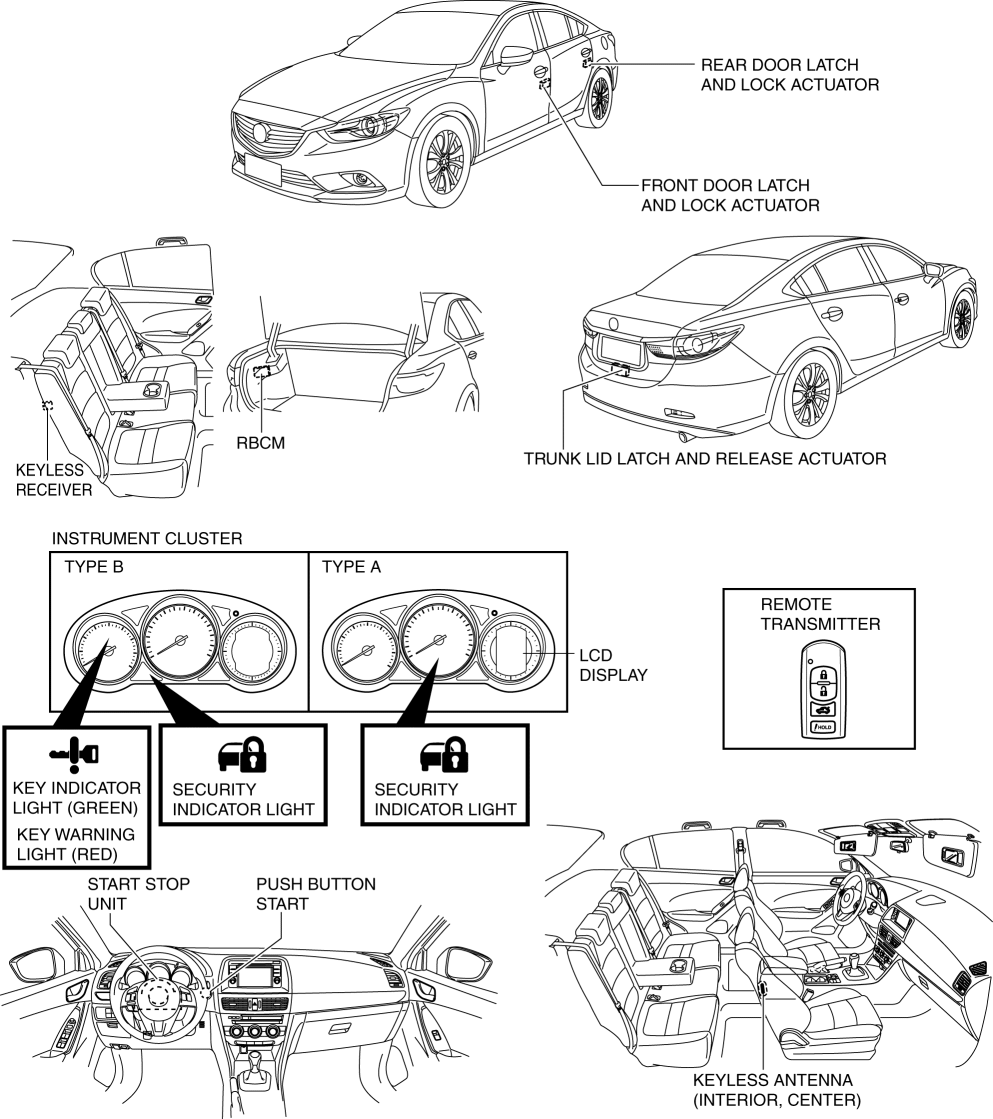 REAR DOOR LATCH
AND LOCK ACTUATOR
FRONT DOOR LATCH
AND LOCK ACTUATOR
RBCM
KEYLESS
RECEIVER
TRUNK LID LATCH AND RELEASE ACTUATOR
INSTRUMENT CLUSTER
TYPE B
TYPE A
LCD
DISPLAY
REMOTE
TRANSMITTER
HOLD
KEY INDICATOR
LIGHT (GREEN)
KEY WARNING
LIGHT (RED)
SECURITY
INDICATOR LIGHT
SECURITY
INDICATOR LIGHT
START STOP
UNIT
PUSH BUTTON
START
KEYLESS ANTENNA
(INTERIOR, CENTER)